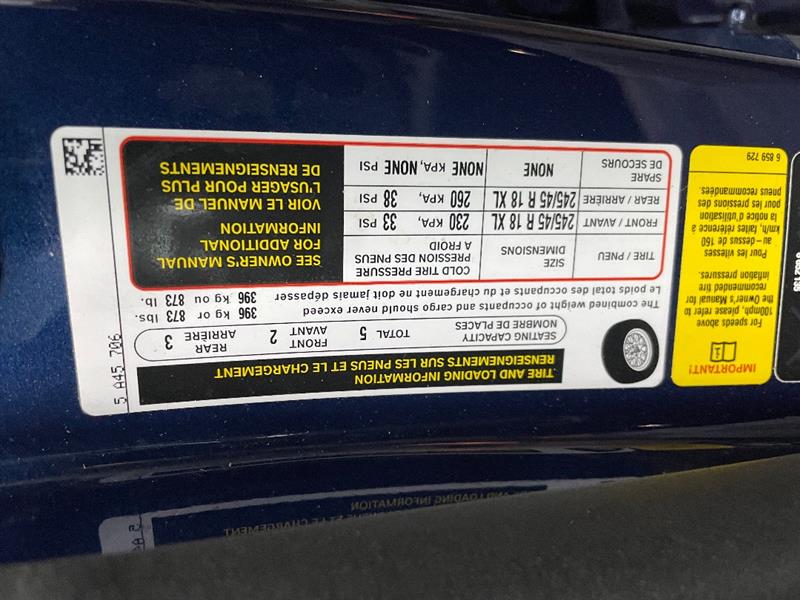 TIRE AND LOADING INFORMATION
RENSEIGNEMENTS SUR LES PNEUS ET LE CHARGEMENT
SEATING CAPACITY
NOMBRE DE PLACES
TOTAL 5
FRONT
AVANT 2
REAR
ARRIÈRE 3
The combined weight of occupants and cargo should never exceed 396 kg or 873 lbs.
Le poids total des occupants et du chargement ne doit jamais dépasser 396 kg ou 873 lb.
TIRE / PNEU
SIZE
DIMENSIONS
COLD TIRE PRESSURE
PRESSION DES PNEUS
A FROID
FRONT / AVANT 245/45 R 18 XL 230 KPA, 33 PSI
REAR / ARRIÈRE 245/45 R 18 XL 260 KPA, 38 PSI
SPARE
DE SECOURS
NONE NONE KPA, NONE PSI
SEE OWNER'S MANUAL
FOR ADDITIONAL
INFORMATION
VOIR LE MANUEL DE
L'USAGER POUR PLUS
DE RENSEIGNEMENTS
5 A45 706
IMPORTANT!
For speeds above
100mph, please refer to
the Owner's Manual for
recommended tire
inflation pressures.
Pour les vitesses
au-dessus de 160
km/h, faites référence à
la notice d'utilisation
pour les pressions des
pneus recommandées.
6 859 729